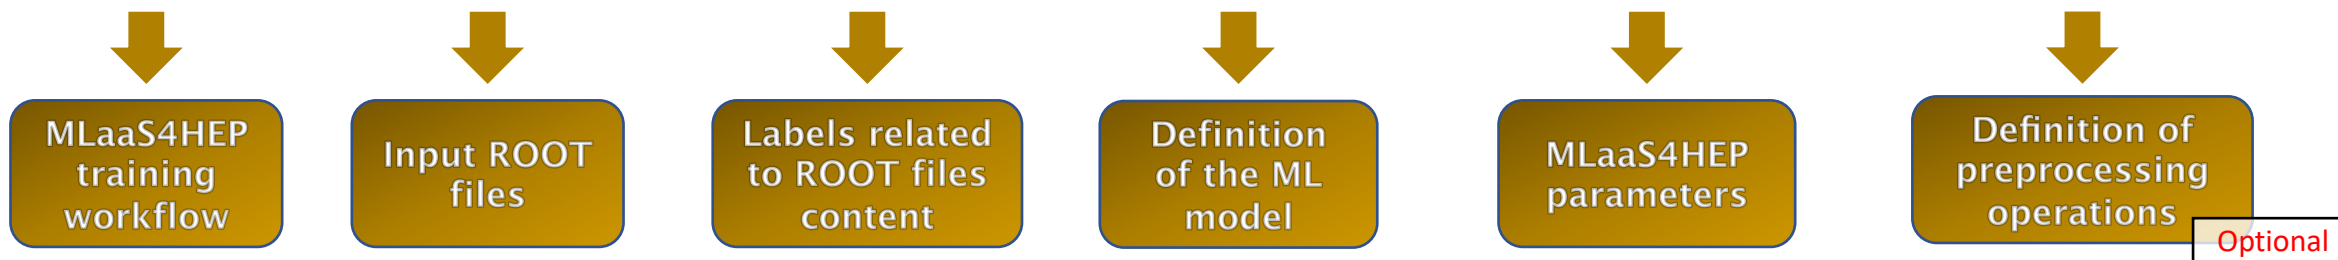 MLaaS4HEP
training
workflow
Input ROOT
files
Labels related
to ROOT files
content
Definition
of the ML
model
MLaaS4HEP
parameters
Definition of
preprocessing
operations
Optional